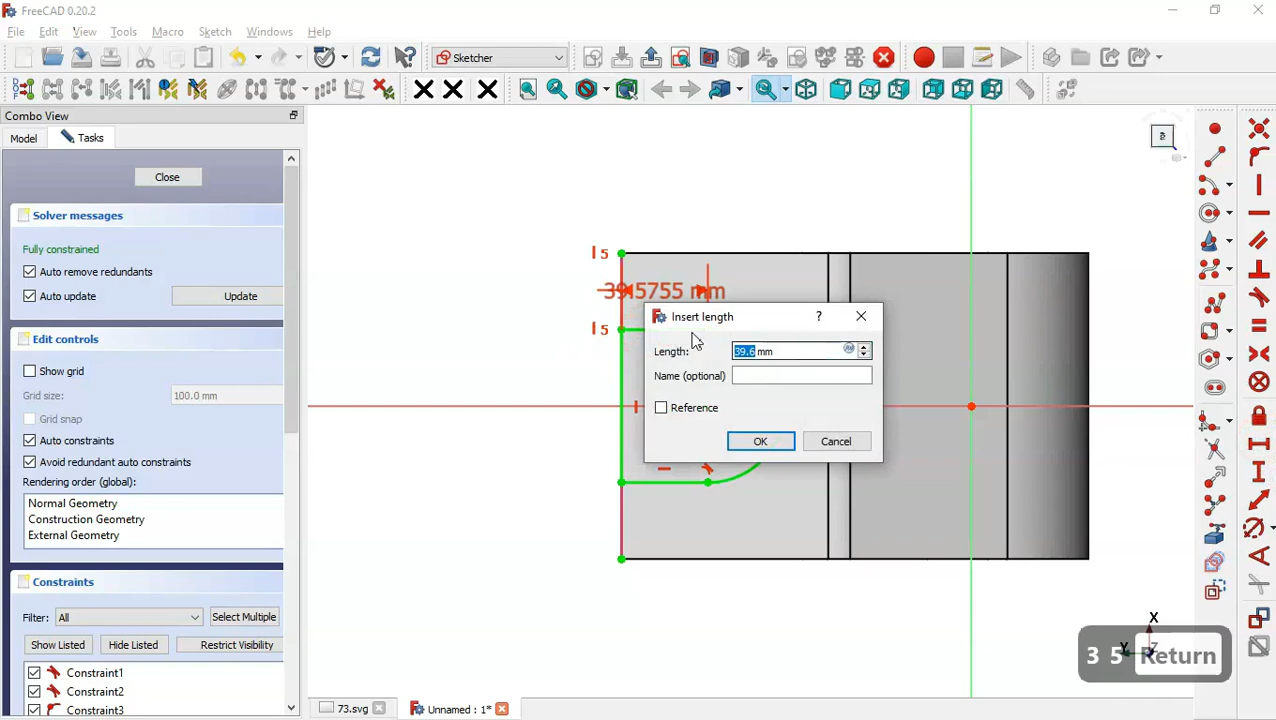 FreeCAD 0.20.2
File Edit View Tools Macro Sketch Windows Help
Sketcher
Combo View
Model Tasks
Close
Solver messages
Fully constrained
Auto remove redundants
Auto update Update
Edit controls
Show grid
Grid size: 100.0 mm
Grid snap
Auto constraints
Avoid redundant auto constraints
Rendering order (global):
Normal Geometry
Construction Geometry
External Geometry
Constraints
Filter: All Select Multiple
Show Listed Hide Listed Restrict Visibility
Constraint1
Constraint2
Constraint3
5
39.5755 mm
5
Insert length
Length: 39.6 mm
Name (optional)
Reference
OK Cancel
X
Y Z
3 5 Return
73.svg Unnamed : 1*